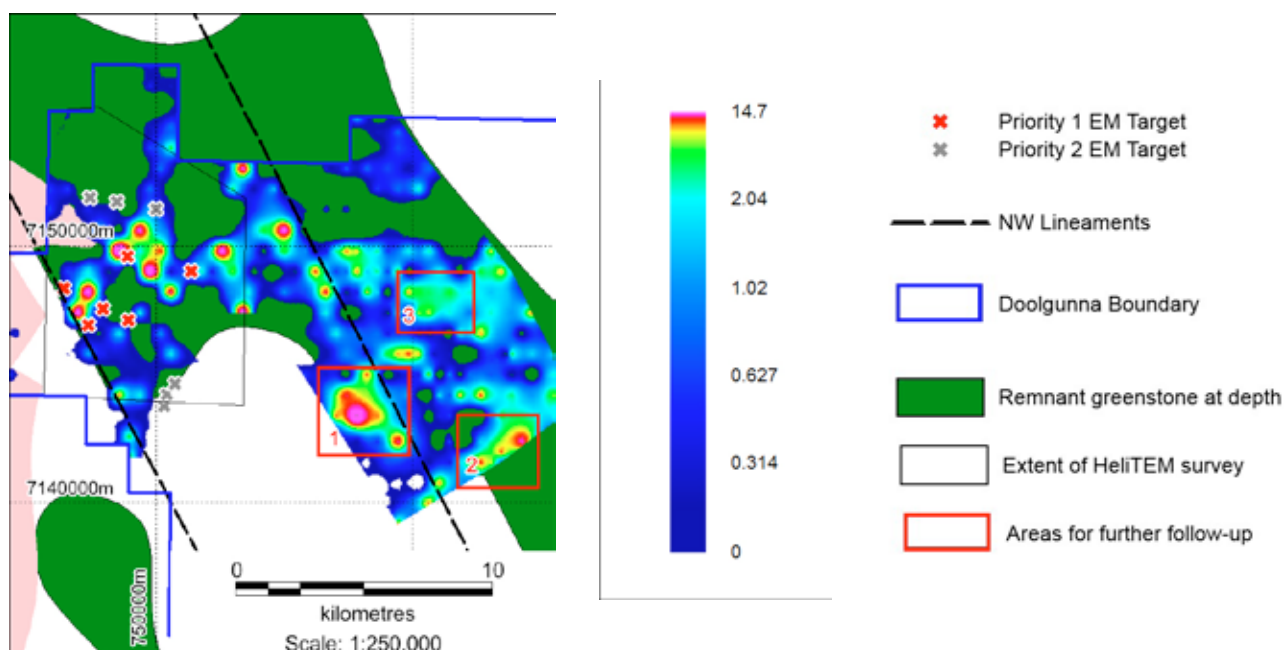 7150000m
3
1
2
7140000m
750000m
0 10
kilometres
Scale: 1:250,000
14.7
2.04
1.02
0.627
0.314
0
Priority 1 EM Target
Priority 2 EM Target
NW Lineaments
Doolgunna Boundary
Remnant greenstone at depth
Extent of HeliTEM survey
Areas for further follow-up